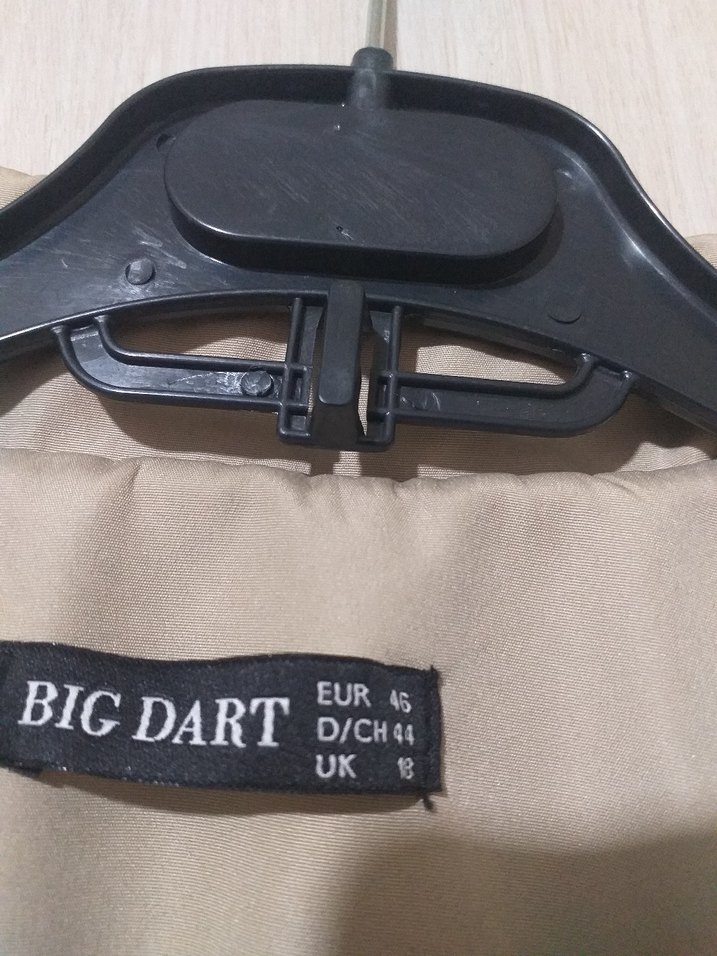 BIG DART
EUR 46
D/CH 44
UK 18